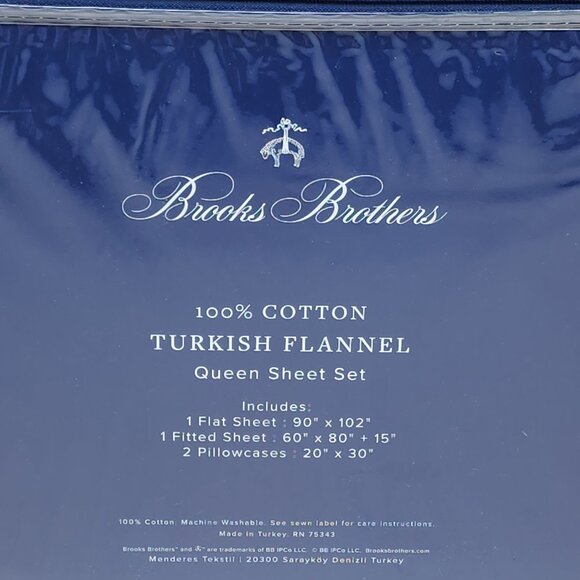 Brooks Brothers
100% COTTON
TURKISH FLANNEL
Queen Sheet Set
Includes:
1 Flat Sheet : 90" x 102"
1 Fitted Sheet : 60" x 80" + 15"
2 Pillowcases : 20" x 30"
100% Cotton. Machine Washable. See sewn label for care instructions.
Made in Turkey. RN 75343
Brooks Brothers™ and are trademarks of BB IPCo LLC. © BB IPCo LLC. Brooksbrothers.com
Menderes Tekstil | 20300 Sarayköy Denizli Turkey